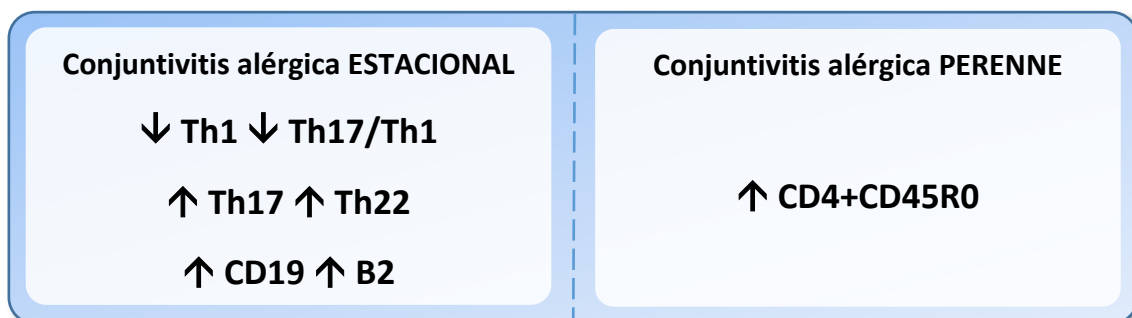 Conjuntivitis alérgica ESTACIONAL
↓ Th1 ↓ Th17/Th1
↑ Th17 ↑ Th22
↑ CD19 ↑ B2
Conjuntivitis alérgica PERENNE
↑ CD4+CD45R0